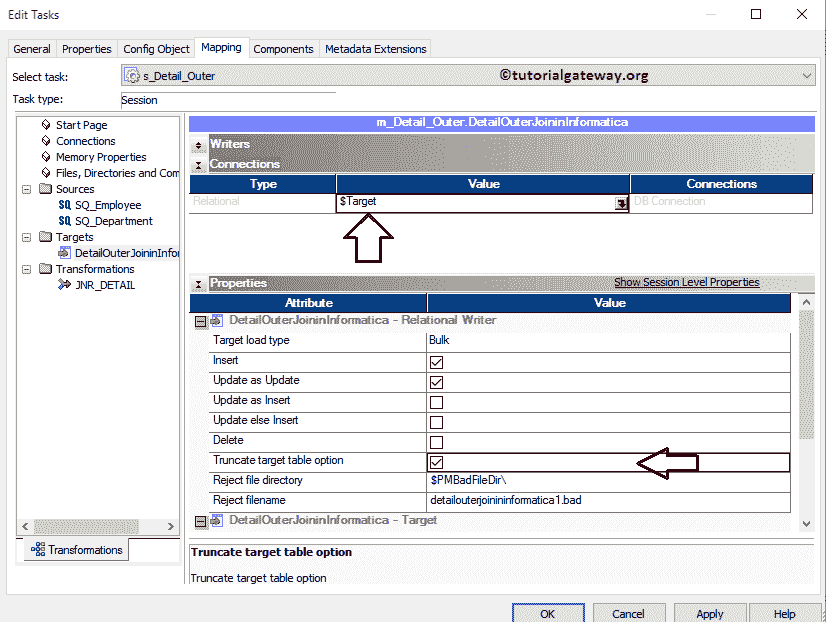 Edit Tasks
General Properties Config Object Mapping Components Metadata Extensions
Select task: s_Detail_Outer ©tutorialgateway.org
Task type: Session
Start Page
Connections
Memory Properties
Files, Directories and Com
Sources
SQ SQ_Employee
SQ SQ_Department
Targets
DetailOuterJoininInfor
Transformations
JNR_DETAIL
Transformations
m_Detail_Outer.DetailOuterJoininInformatica
Writers
Connections
Type Value Connections
Relational $Target DB Connection
Properties Show Session Level Properties
Attribute Value
DetailOuterJoininInformatica - Relational Writer
Target load type Bulk
Insert
Update as Update
Update as Insert
Update else Insert
Delete
Truncate target table option
Reject file directory $PMBadFileDir\
Reject filename detailouterjoininformatica1.bad
DetailOuterJoininInformatica - Target
Truncate target table option
Truncate target table option
OK Cancel Apply Help